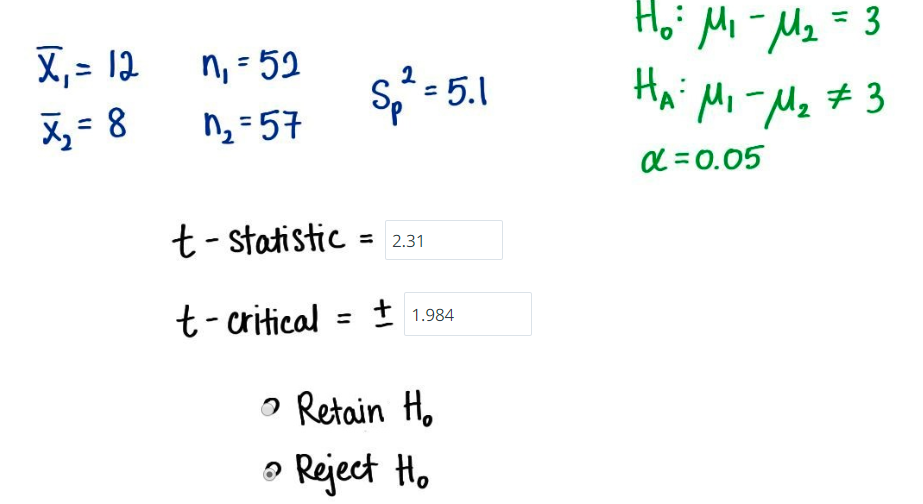 H₀: μ₁ - μ₂ = 3
x̄₁ = 12 n₁ = 52
Sₚ² = 5.1
Hₐ: μ₁ - μ₂ ≠ 3
x̄₂ = 8 n₂ = 57
α = 0.05
t - statistic = 2.31
t - critical = ± 1.984
Retain H₀
Reject H₀